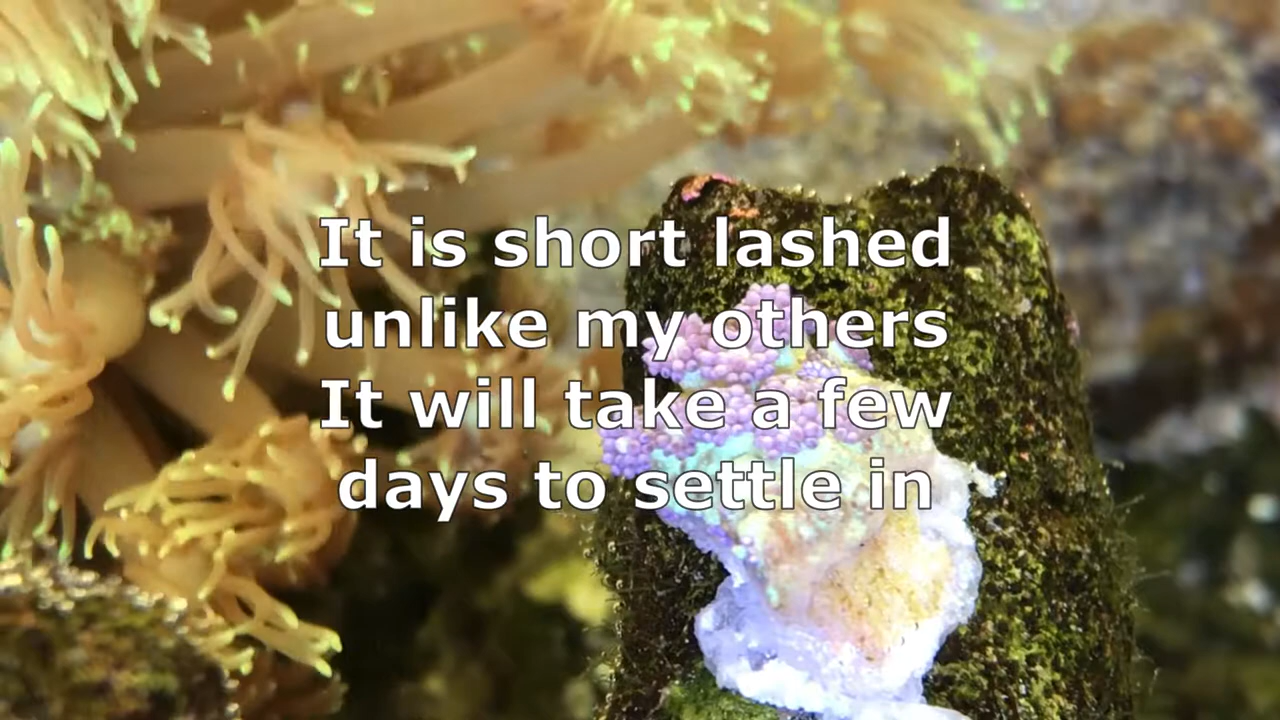 It is short lashed
unlike my others
It will take a few
days to settle in